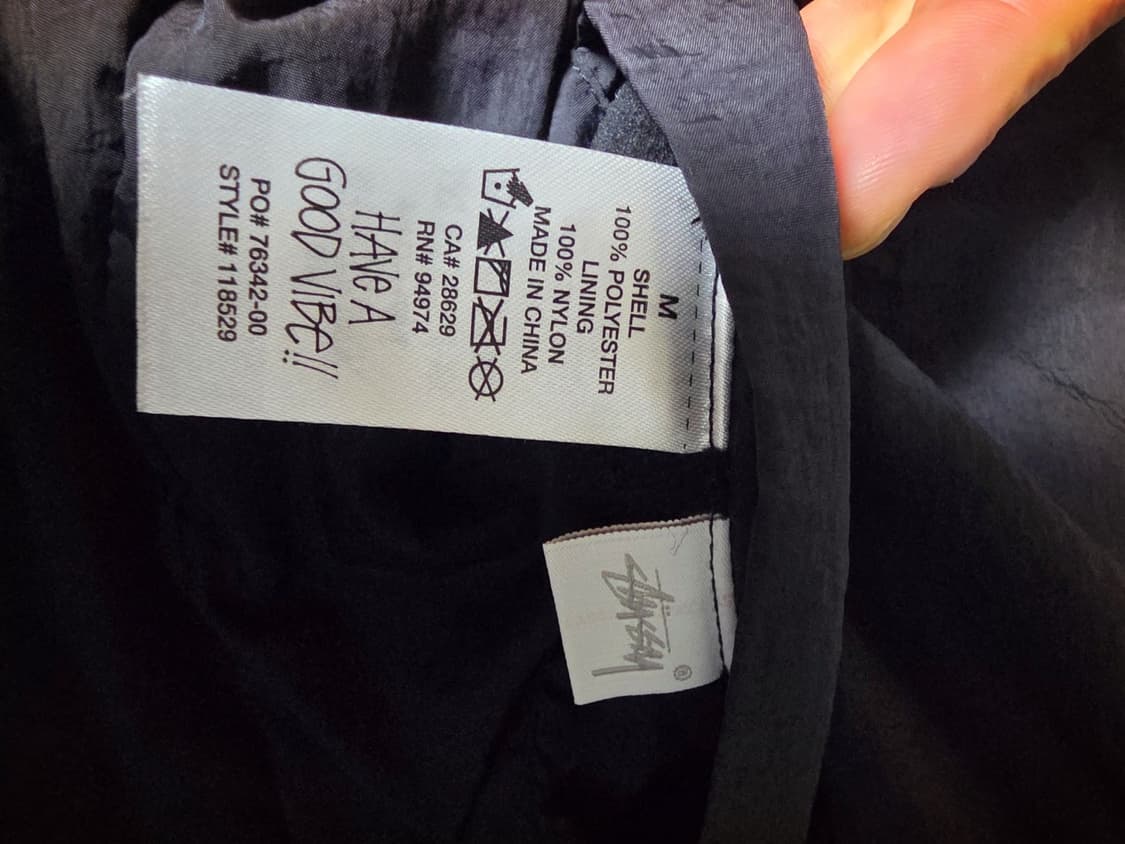 M
SHELL
100% POLYESTER
LINING
100% NYLON
MADE IN CHINA
CA# 28629
RN# 94974
HAVE A
GOOD VIBE!!
PO# 76342-00
STYLE# 118529
Stüssy ®